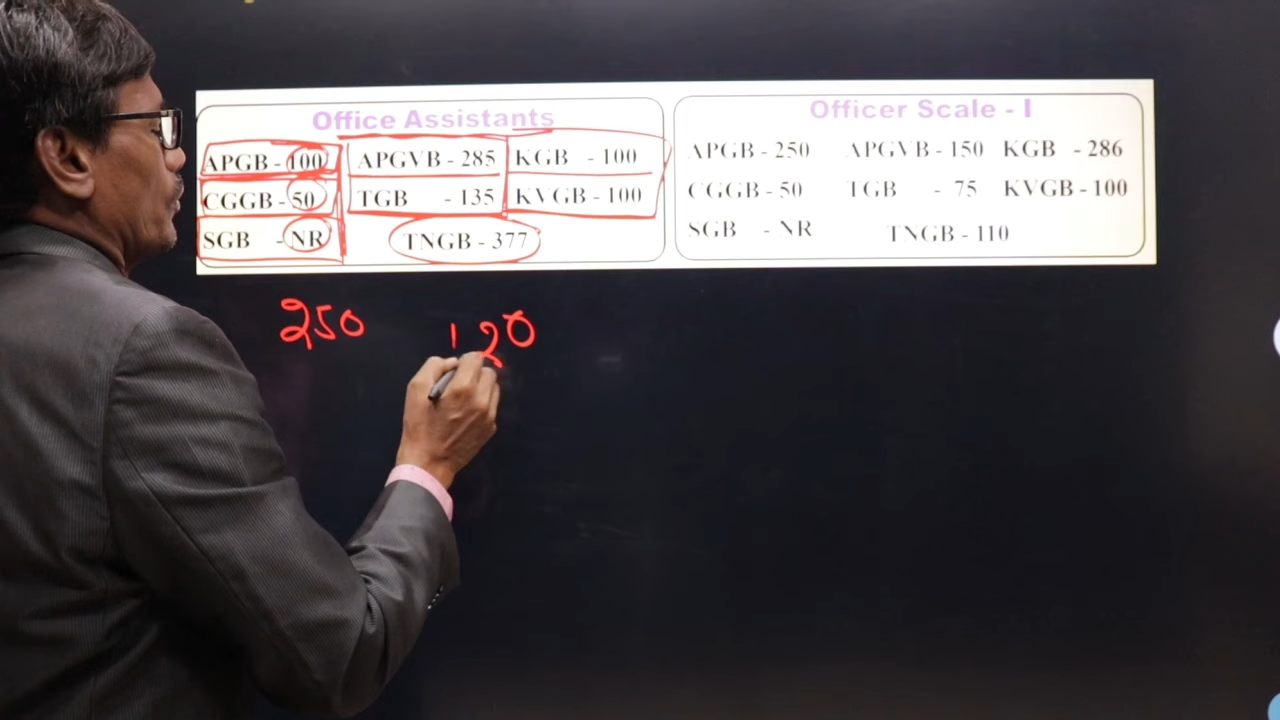 Office Assistants
APGB - 100 APGVB - 285 KGB - 100
CGGB - 50 TGB - 135 KVGB - 100
SGB - NR TNGB - 377
Officer Scale - I
APGB - 250 APGVB - 150 KGB - 286
CGGB - 50 TGB - 75 KVGB - 100
SGB - NR TNGB - 110
250 120